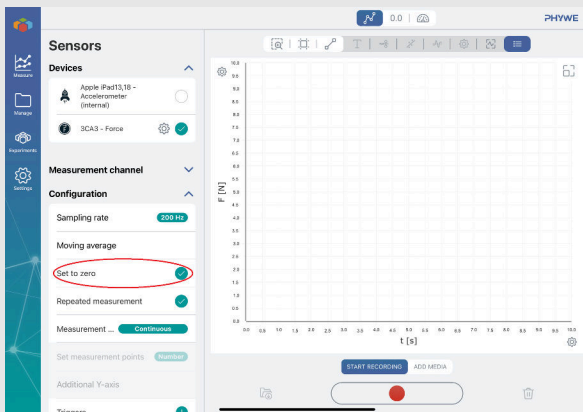 0.0
PHYWE
Sensors
Devices
Apple iPad13,18 -
Accelerometer
(internal)
3CA3 - Force
Measurement channel
Configuration
Sampling rate 200 Hz
Moving average
Set to zero
Repeated measurement
Measurement ... Continuous
Set measurement points Number
Additional Y-axis
Triggers
Measure
Manage
Experiments
Settings
T
10.0
9.5
9.0
8.5
8.0
7.5
7.0
6.5
6.0
5.5
5.0
4.5
4.0
3.5
3.0
2.5
2.0
1.5
1.0
0.5
0.0
F [N]
0.0 0.5 1.0 1.5 2.0 2.5 3.0 3.5 4.0 4.5 5.0 5.5 6.0 6.5 7.0 7.5 8.0 8.5 9.0 9.5 10.0
t [s]
START RECORDING ADD MEDIA